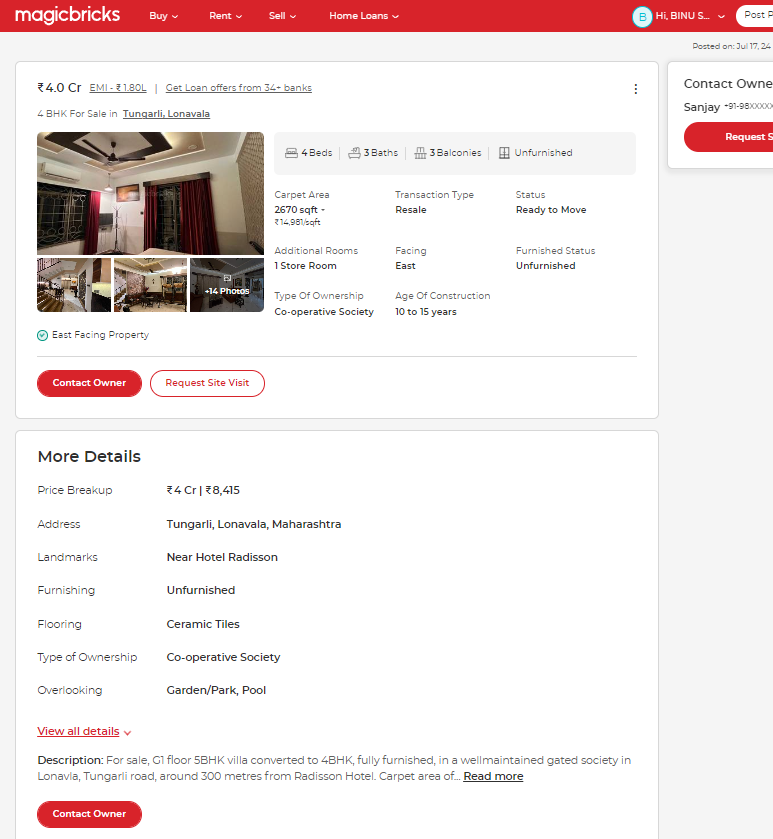 magicbricks Buy Rent Sell Home Loans B Hi, BINU S... Post P
Posted on: Jul 17, 24
₹4.0 Cr EMI - ₹1.80L | Get Loan offers from 34+ banks
4 BHK For Sale in Tungarli, Lonavala
4 Beds 3 Baths 3 Balconies Unfurnished
Carpet Area Transaction Type Status
2670 sqft Resale Ready to Move
₹14,981/sqft
Additional Rooms Facing Furnished Status
1 Store Room East Unfurnished
+14 Photos
Type Of Ownership Age Of Construction
Co-operative Society 10 to 15 years
East Facing Property
Contact Owner Request Site Visit
Contact Owne
Sanjay +91-98XXXXX
Request S
More Details
Price Breakup ₹4 Cr | ₹8,415
Address Tungarli, Lonavala, Maharashtra
Landmarks Near Hotel Radisson
Furnishing Unfurnished
Flooring Ceramic Tiles
Type of Ownership Co-operative Society
Overlooking Garden/Park, Pool
View all details
Description: For sale, G1 floor 5BHK villa converted to 4BHK, fully furnished, in a wellmaintained gated society in
Lonavla, Tungarli road, around 300 metres from Radisson Hotel. Carpet area of... Read more
Contact Owner